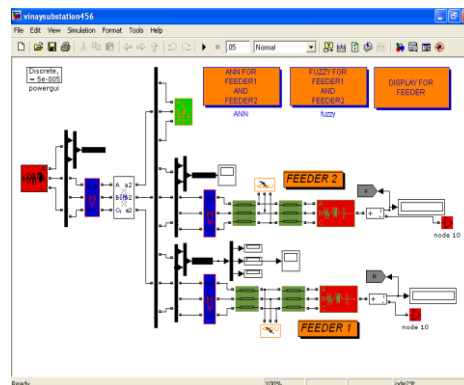 vinaysubstation456
File Edit View Simulation Format Tools Help
.05 Normal
Discrete,
= 5e-005
powergui
ANN FOR
FEEDER1
AND
FEEDER2
ANN
FUZZY FOR
FEEDER1
AND
FEEDER2
fuzzy
DISPLAY FOR
FEEDER
A a2
a2
FEEDER 2
node 10
FEEDER 1
node 10
Ready
100%